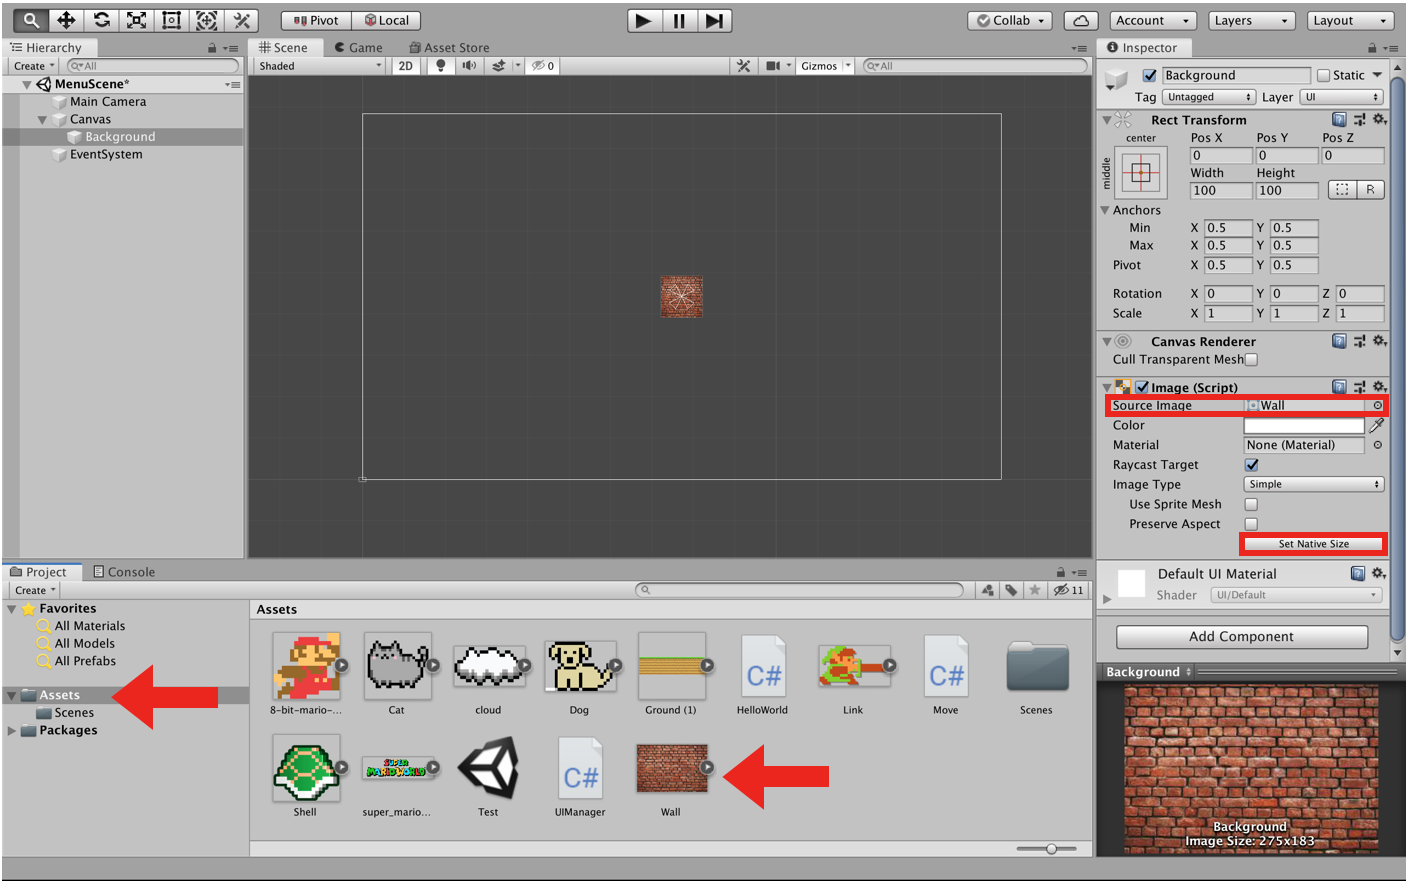 Pivot Local Collab Account Layers Layout
Hierarchy
Create All
MenuScene*
Main Camera
Canvas
Background
EventSystem
Scene Game Asset Store
Shaded 2D 0 Gizmos All
Inspector
Background Static
Tag Untagged Layer UI
Rect Transform
center Pos X Pos Y Pos Z
middle
0 0 0
Width Height
100 100 R
Anchors
Min X 0.5 Y 0.5
Max X 0.5 Y 0.5
Pivot X 0.5 Y 0.5
Rotation X 0 Y 0 Z 0
Scale X 1 Y 1 Z 1
Canvas Renderer
Cull Transparent Mesh
Image (Script)
Source Image Wall
Color
Material None (Material)
Raycast Target
Image Type Simple
Use Sprite Mesh
Preserve Aspect
Set Native Size
Default UI Material
Shader UI/Default
Add Component
Background
Background
Image Size: 275x183
Project Console
Create 11
Favorites
All Materials
All Models
All Prefabs
Assets
Scenes
Packages
Assets
C# C#
8-bit-mario-... Cat cloud Dog Ground (1) HelloWorld Link Move Scenes
SUPER
MARIO WORLD
C#
Shell super_mario... Test UIManager Wall